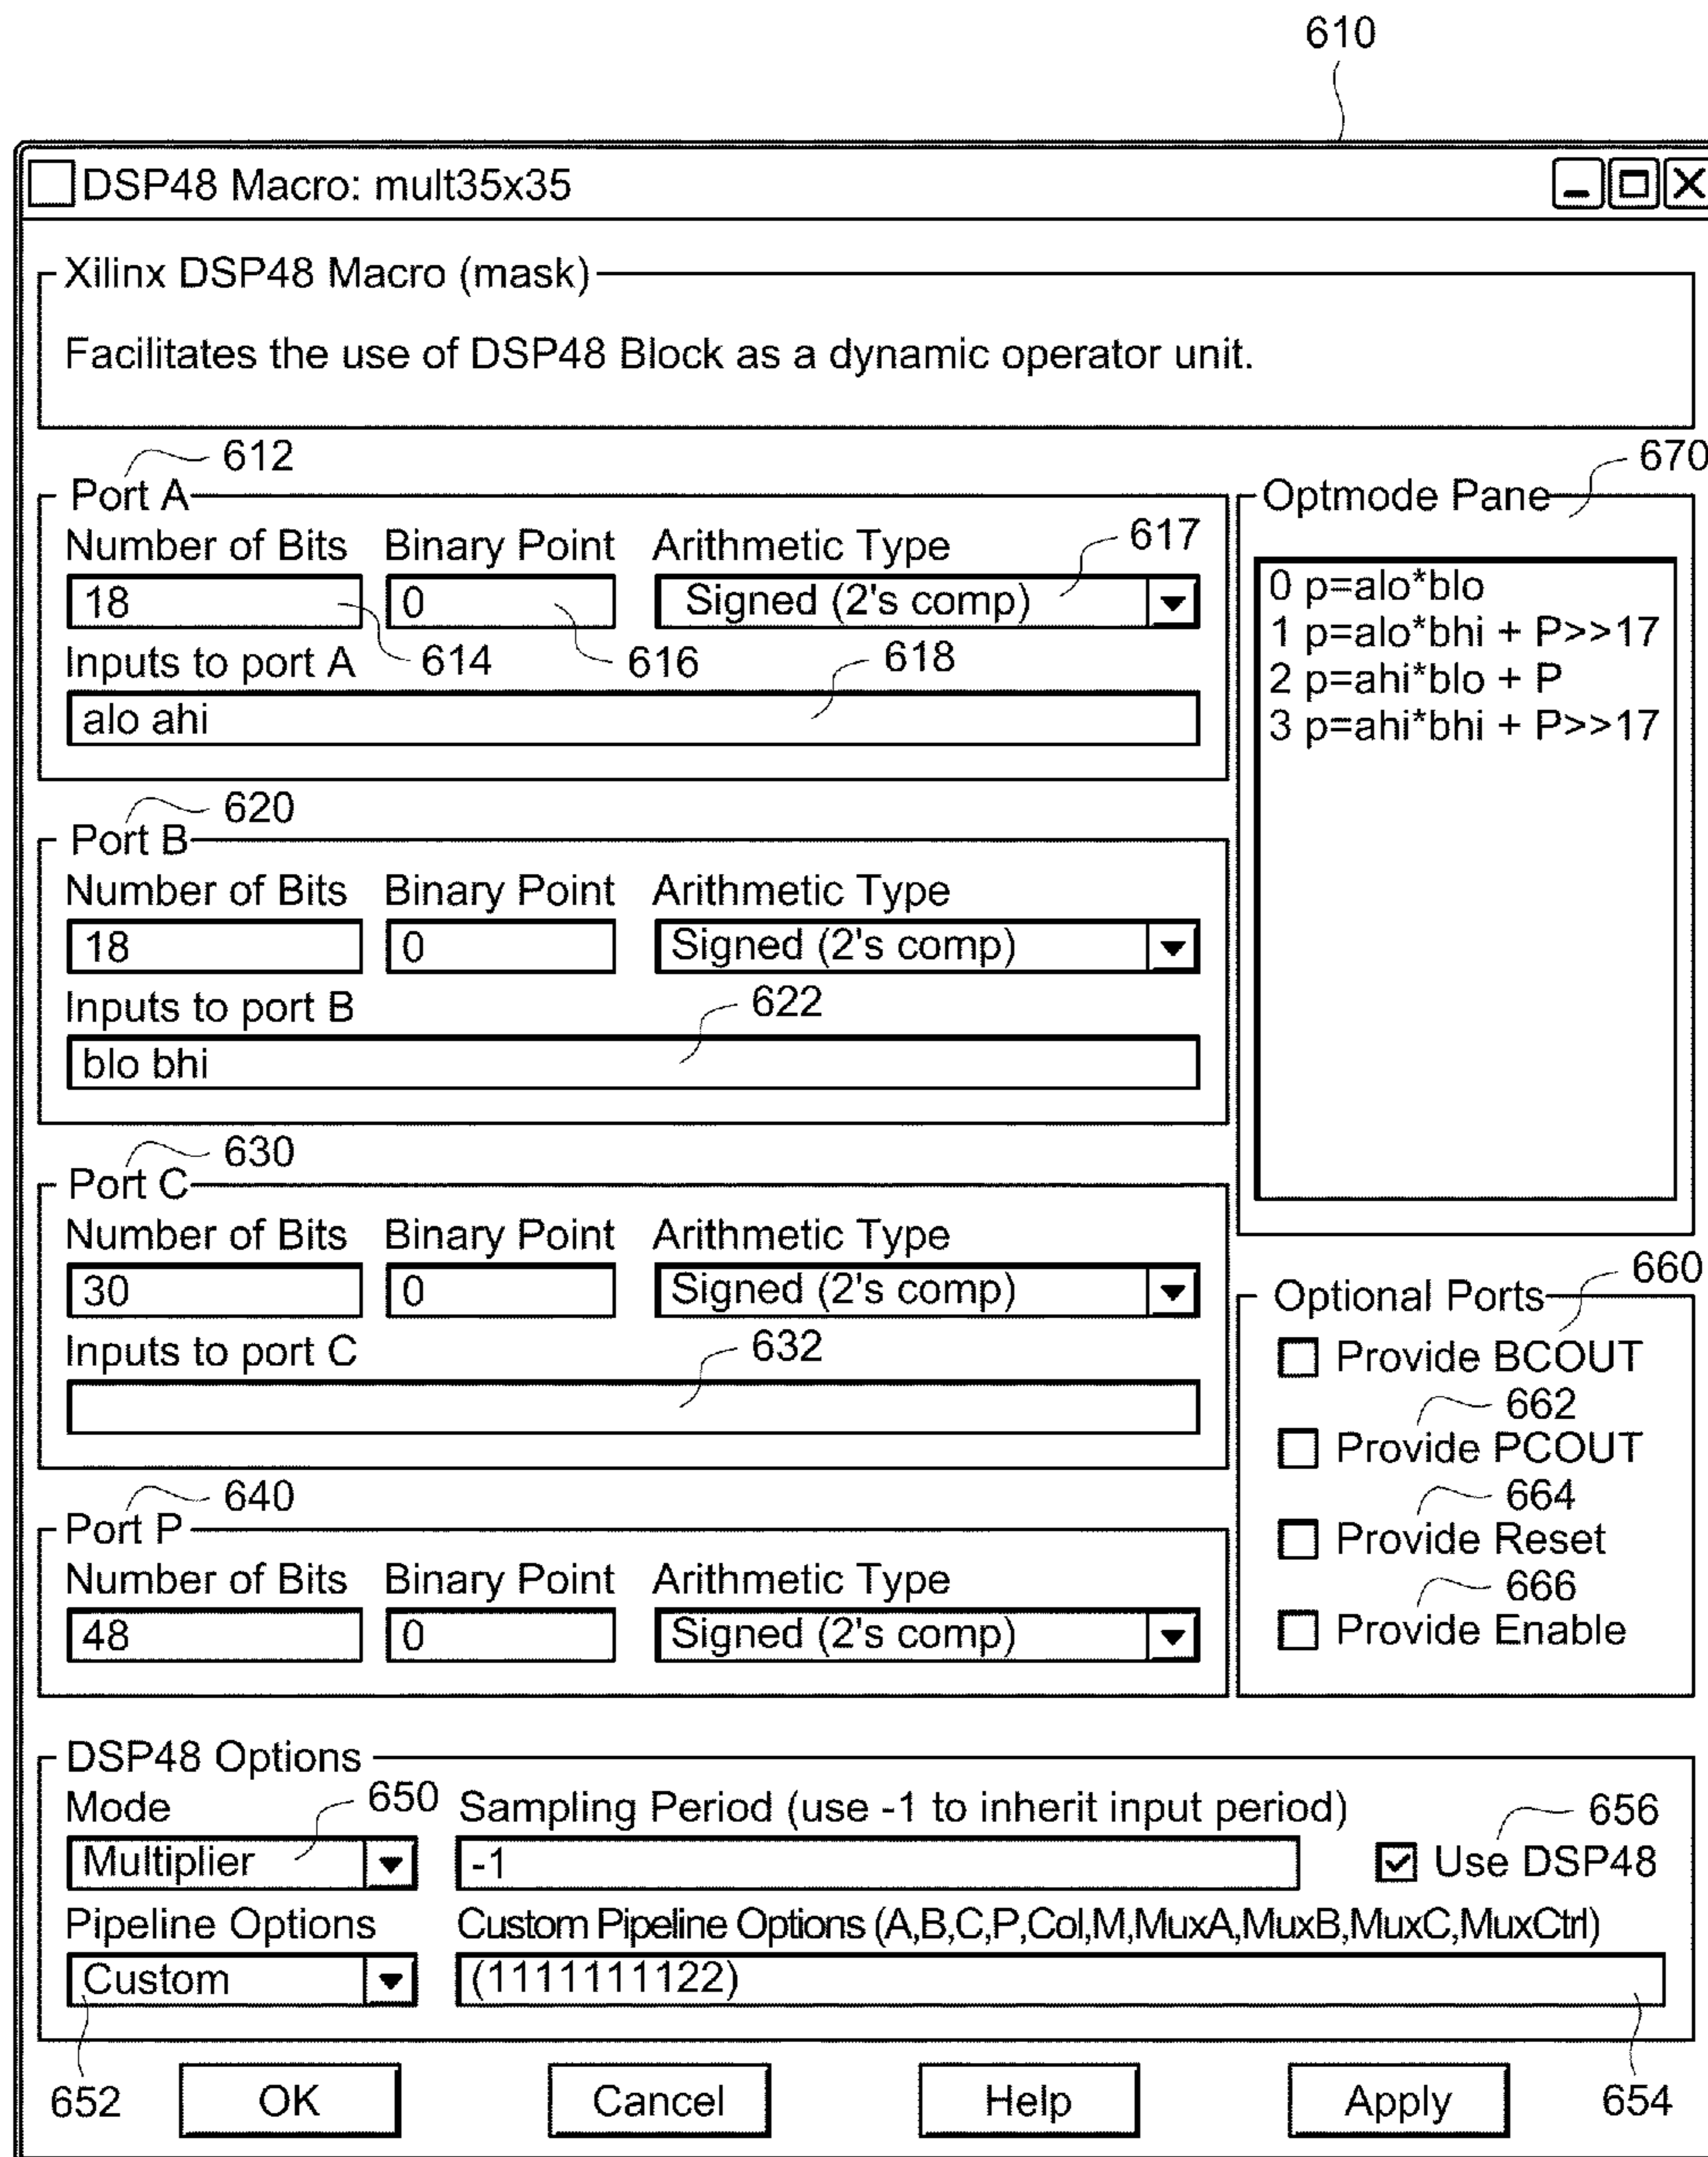 610
DSP48 Macro: mult35x35
Xilinx DSP48 Macro (mask)
Facilitates the use of DSP48 Block as a dynamic operator unit.
612
Port A
Number of Bits Binary Point Arithmetic Type 617
18 0 Signed (2's comp)
Inputs to port A 614 616 618
alo ahi
620
Port B
Number of Bits Binary Point Arithmetic Type
18 0 Signed (2's comp)
Inputs to port B 622
blo bhi
630
Port C
Number of Bits Binary Point Arithmetic Type
30 0 Signed (2's comp)
Inputs to port C 632
640
Port P
Number of Bits Binary Point Arithmetic Type
48 0 Signed (2's comp)
670
Optmode Pane
0 p=alo*blo
1 p=alo*bhi + P>>17
2 p=ahi*blo + P
3 p=ahi*bhi + P>>17
660
Optional Ports
Provide BCOUT
662
Provide PCOUT
664
Provide Reset
666
Provide Enable
DSP48 Options
Mode 650 Sampling Period (use -1 to inherit input period) 656
Multiplier -1 Use DSP48
Pipeline Options Custom Pipeline Options (A,B,C,P,Col,M,MuxA,MuxB,MuxC,MuxCtrl)
Custom (1111111122)
652 OK Cancel Help Apply 654